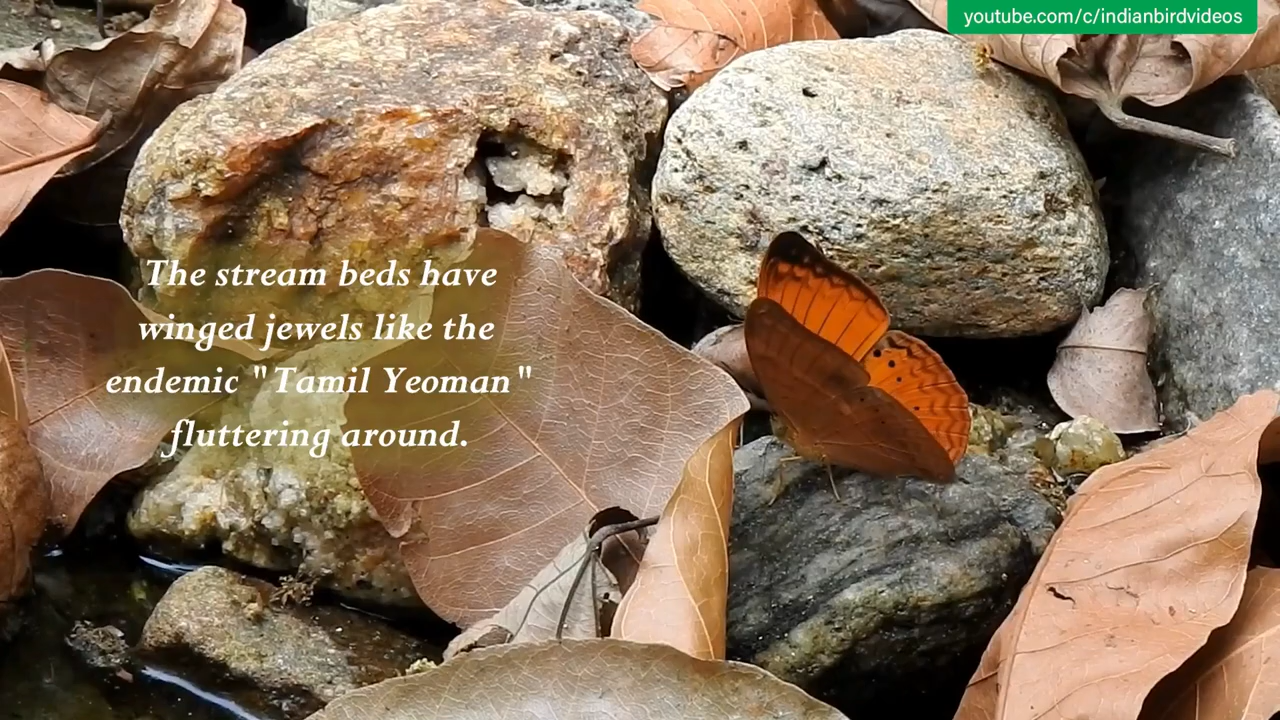 youtube.com/c/indianbirdvideos
The stream beds have
winged jewels like the
endemic "Tamil Yeoman"
fluttering around.